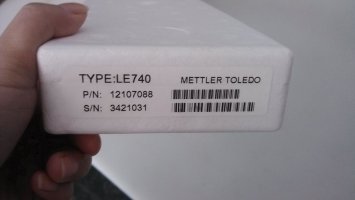 TYPE:LE740 METTLER TOLEDO
P/N: 12107088
S/N: 3421031